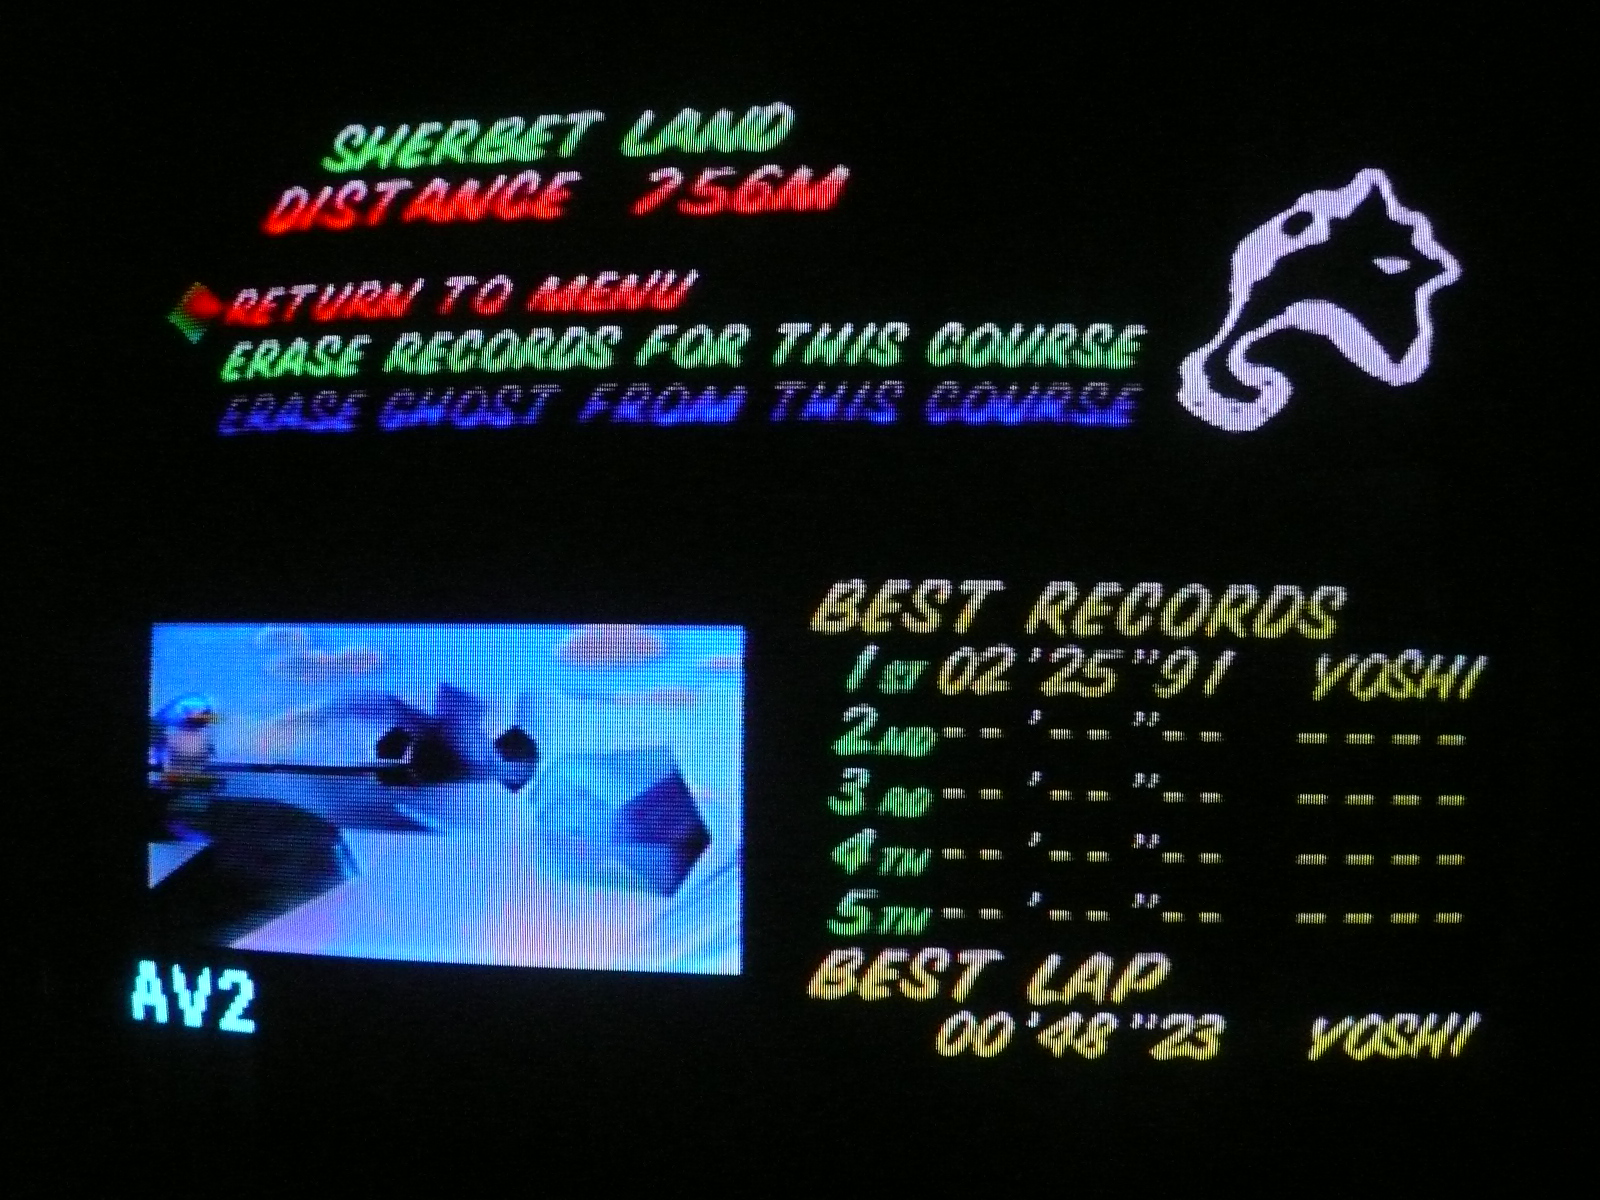 SHERBET LAND
DISTANCE 756M
RETURN TO MENU
ERASE RECORDS FOR THIS COURSE
ERASE GHOST FROM THIS COURSE
BEST RECORDS
1ST 02'25"91 YOSHI
2ND --'--"-- ----
3RD --'--"-- ----
4TH --'--"-- ----
5TH --'--"-- ----
BEST LAP
00'48"23 YOSHI
AV2